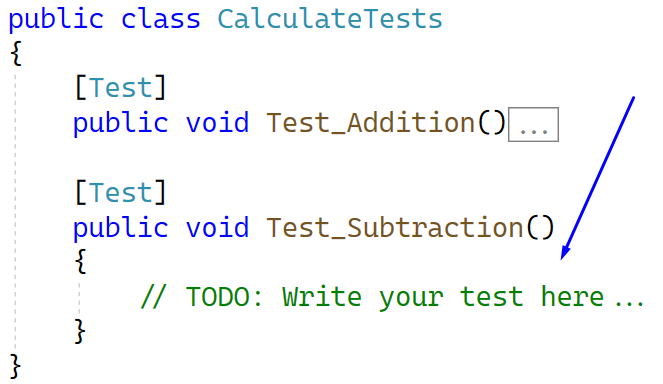 public class CalculateTests
{
[Test]
public void Test_Addition()...
[Test]
public void Test_Subtraction()
{
// TODO: Write your test here ...
}
}